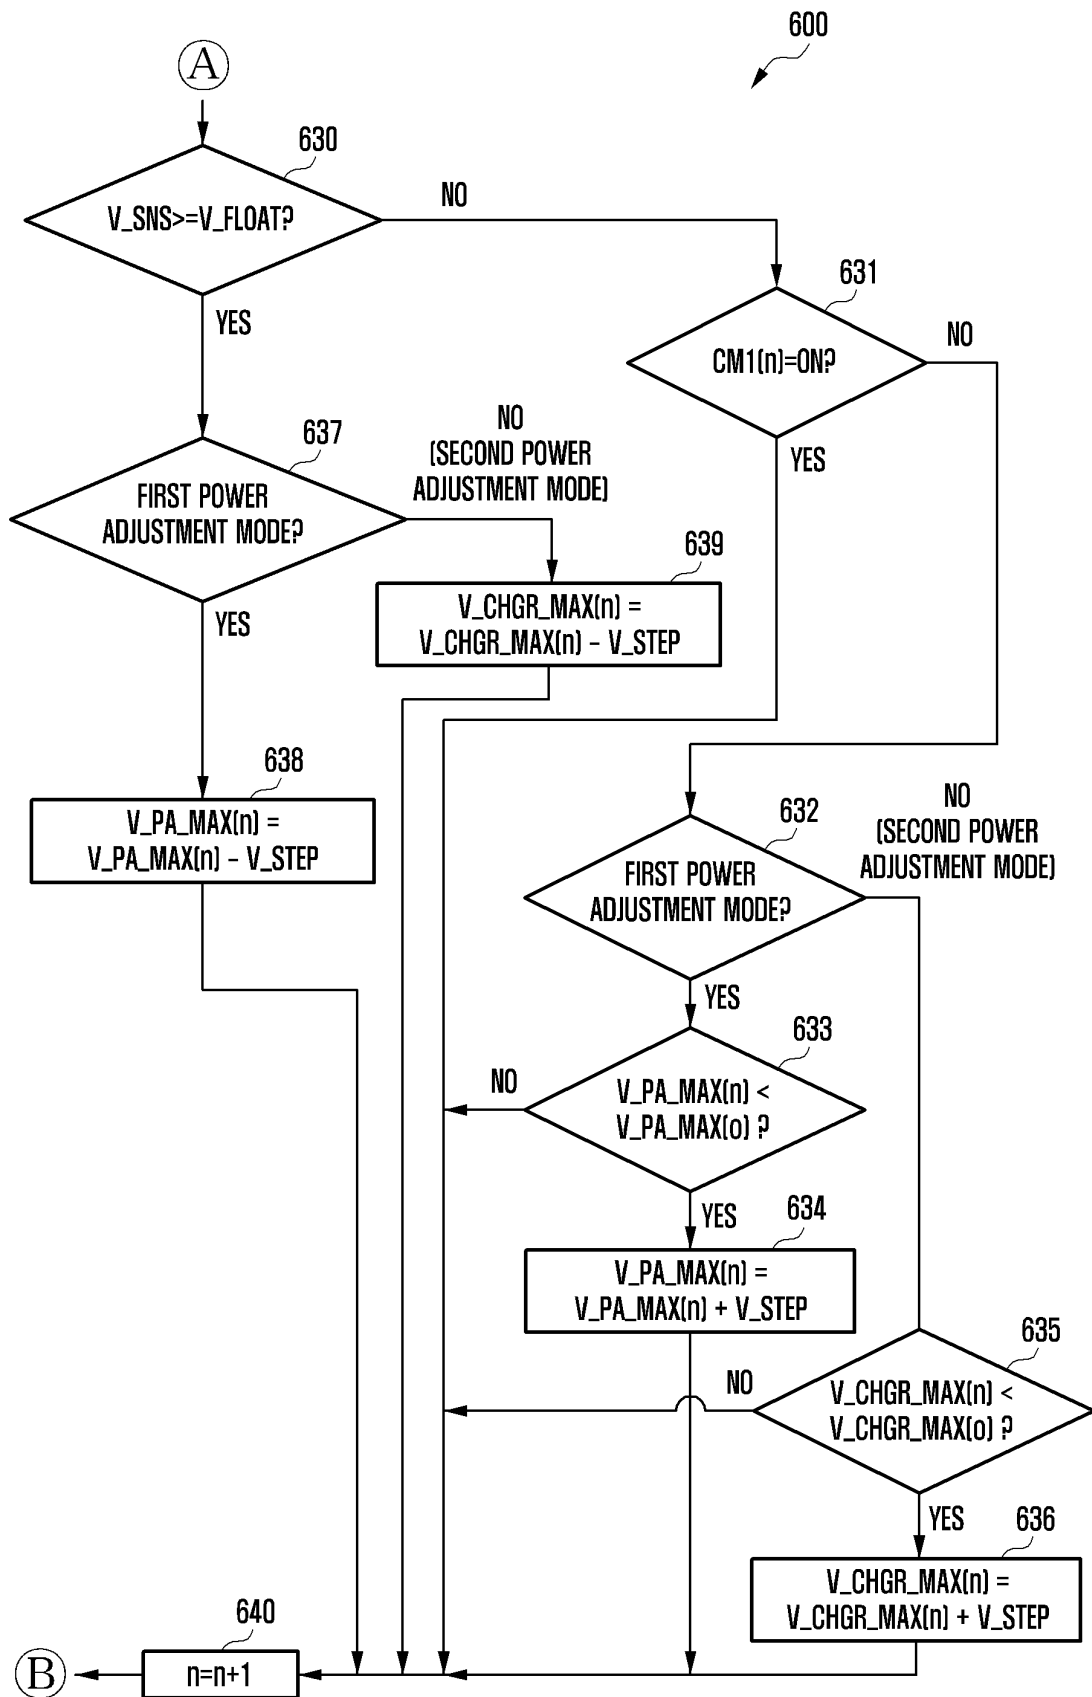 600
A
630
V_SNS>=V_FLOAT?
NO
YES
631
CM1(n)=ON?
NO
YES
637
FIRST POWER
ADJUSTMENT MODE?
NO
(SECOND POWER
ADJUSTMENT MODE)
YES
639
V_CHGR_MAX(n) =
V_CHGR_MAX(n) – V_STEP
638
V_PA_MAX(n) =
V_PA_MAX(n) – V_STEP
632
FIRST POWER
ADJUSTMENT MODE?
NO
(SECOND POWER
ADJUSTMENT MODE)
YES
633
V_PA_MAX(n) <
V_PA_MAX(o) ?
NO
YES
634
V_PA_MAX(n) =
V_PA_MAX(n) + V_STEP
635
V_CHGR_MAX(n) <
V_CHGR_MAX(o) ?
NO
YES
636
V_CHGR_MAX(n) =
V_CHGR_MAX(n) + V_STEP
640
n=n+1
B